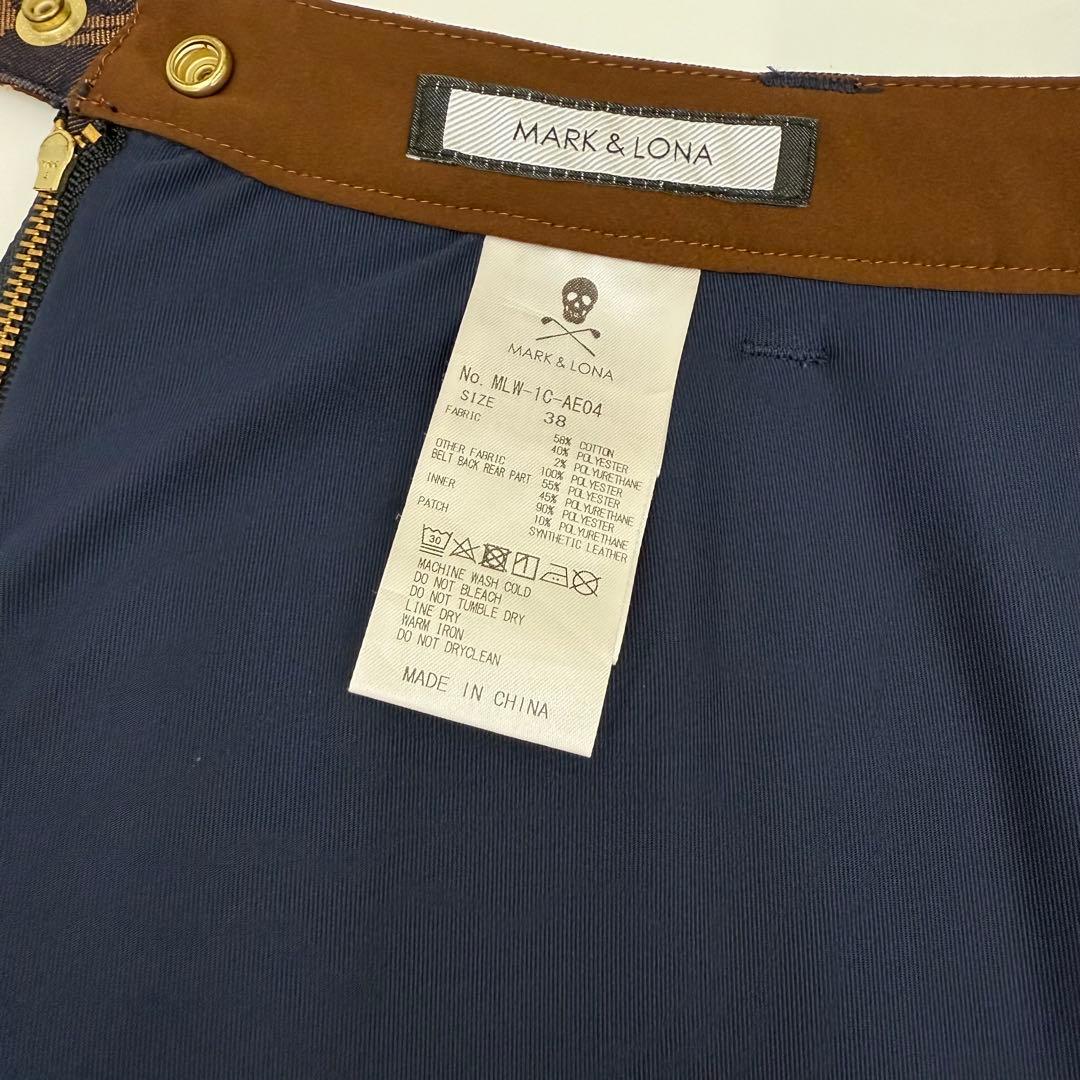 MARK & LONA
MARK & LONA
No. MLW-1C-AE04
SIZE 38
FABRIC 58% COTTON
40% POLYESTER
2% POLYURETHANE
OTHER FABRIC 100% POLYESTER
BELT BACK REAR PART 55% POLYESTER
45% POLYURETHANE
INNER 90% POLYESTER
10% POLYURETHANE
PATCH SYNTHETIC LEATHER
30
MACHINE WASH COLD
DO NOT BLEACH
DO NOT TUMBLE DRY
LINE DRY
WARM IRON
DO NOT DRYCLEAN
MADE IN CHINA